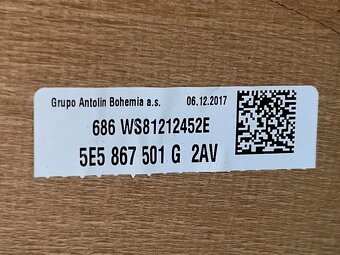 Grupo Antolin Bohemia a.s. 06.12.2017
686 WS81212452E
5E5 867 501 G 2AV